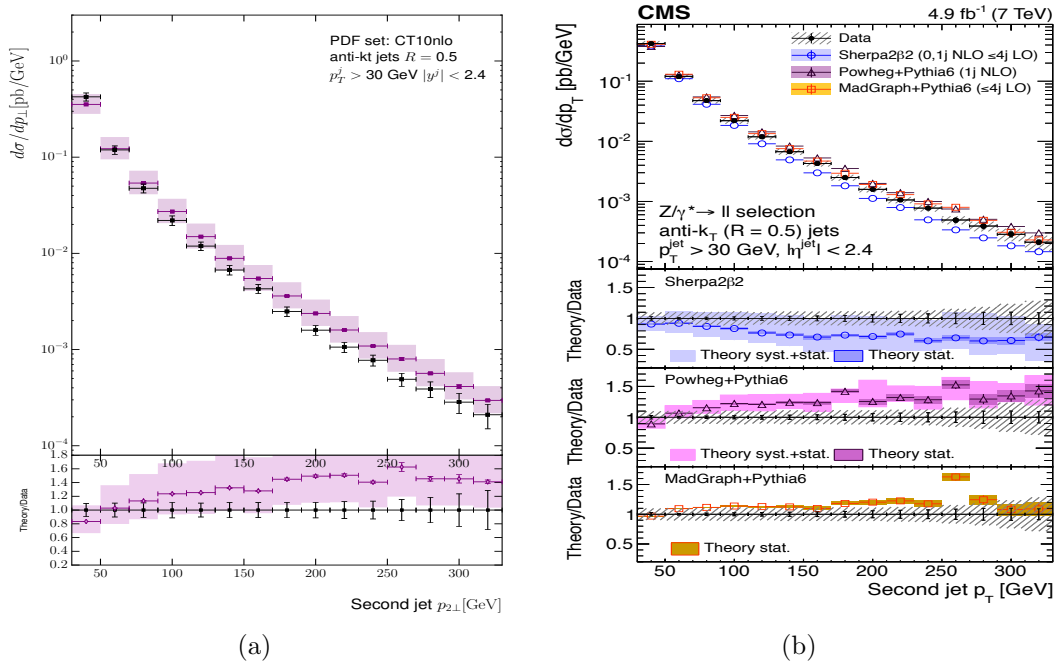 PDF set: CT10nlo
anti-kt jets R = 0.5
p_T^j > 30 GeV |y^j| < 2.4
dσ/dp⊥[pb/GeV]
10^0
10^−1
10^−2
10^−3
10^−4
50 100 150 200 250 300
Theory/Data
1.8
1.6
1.4
1.2
1.0
0.8
0.6
0.4
0.2
50 100 150 200 250 300
Second jet p_2⊥[GeV]
(a)
CMS 4.9 fb^-1 (7 TeV)
dσ/dp_T [pb/GeV]
Data
Sherpa2β2 (0,1j NLO ≤4j LO)
Powheg+Pythia6 (1j NLO)
MadGraph+Pythia6 (≤4j LO)
10^-1
10^-2
10^-3
10^-4
Z/γ*→ ll selection
anti-k_T (R = 0.5) jets
p_T^jet > 30 GeV, |η^jet| < 2.4
Sherpa2β2
Theory/Data
1
0.5
Theory syst.+stat. Theory stat.
Powheg+Pythia6
Theory/Data
1.5
1
0.5
Theory syst.+stat. Theory stat.
MadGraph+Pythia6
Theory/Data
1.5
1
0.5
Theory stat.
50 100 150 200 250 300
Second jet p_T [GeV]
(b)